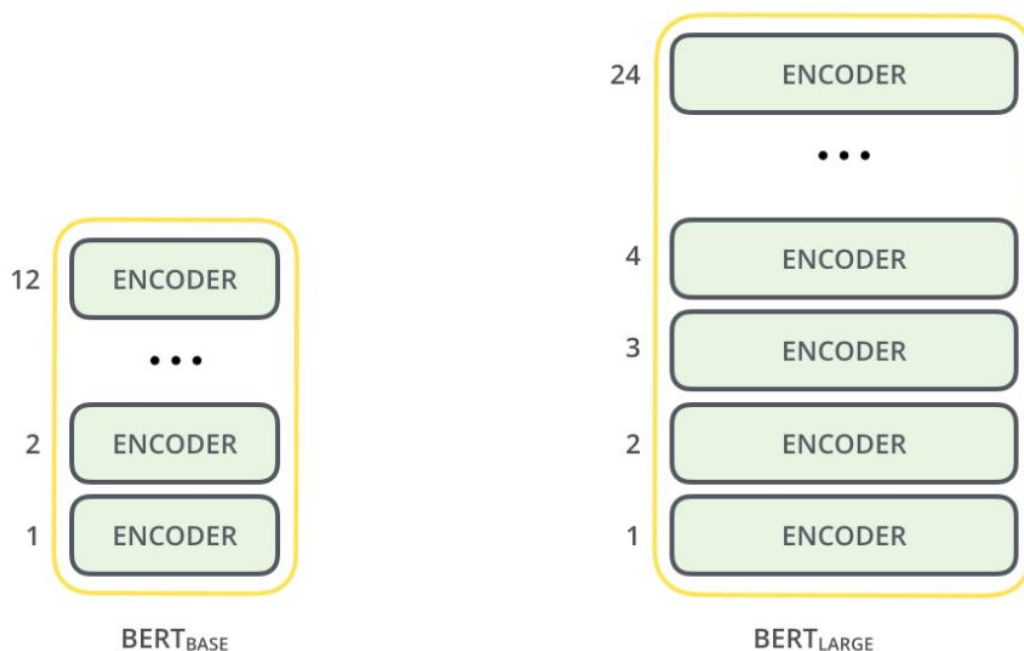 24 ENCODER
...
12 ENCODER
4 ENCODER
...
3 ENCODER
2 ENCODER
2 ENCODER
1 ENCODER
1 ENCODER
BERTBASE
BERTLARGE